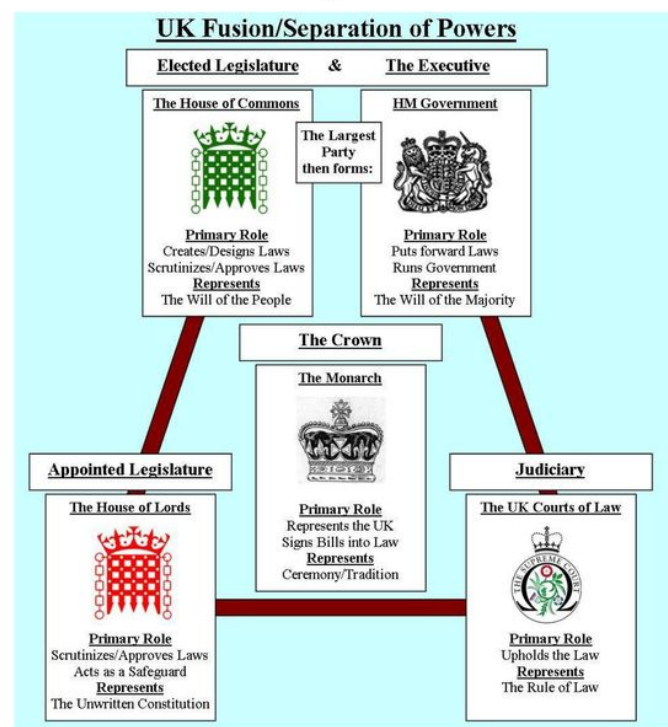 UK Fusion/Separation of Powers
Elected Legislature & The Executive
The House of Commons
Primary Role
Creates/Designs Laws
Scrutinizes/Approves Laws
Represents
The Will of the People
The Largest
Party
then forms:
HM Government
Primary Role
Puts forward Laws
Runs Government
Represents
The Will of the Majority
The Crown
The Monarch
Primary Role
Represents the UK
Signs Bills into Law
Represents
Ceremony/Tradition
Appointed Legislature
The House of Lords
Primary Role
Scrutinizes/Approves Laws
Acts as a Safeguard
Represents
The Unwritten Constitution
Judiciary
The UK Courts of Law
THE SUPREME COURT
Primary Role
Upholds the Law
Represents
The Rule of Law